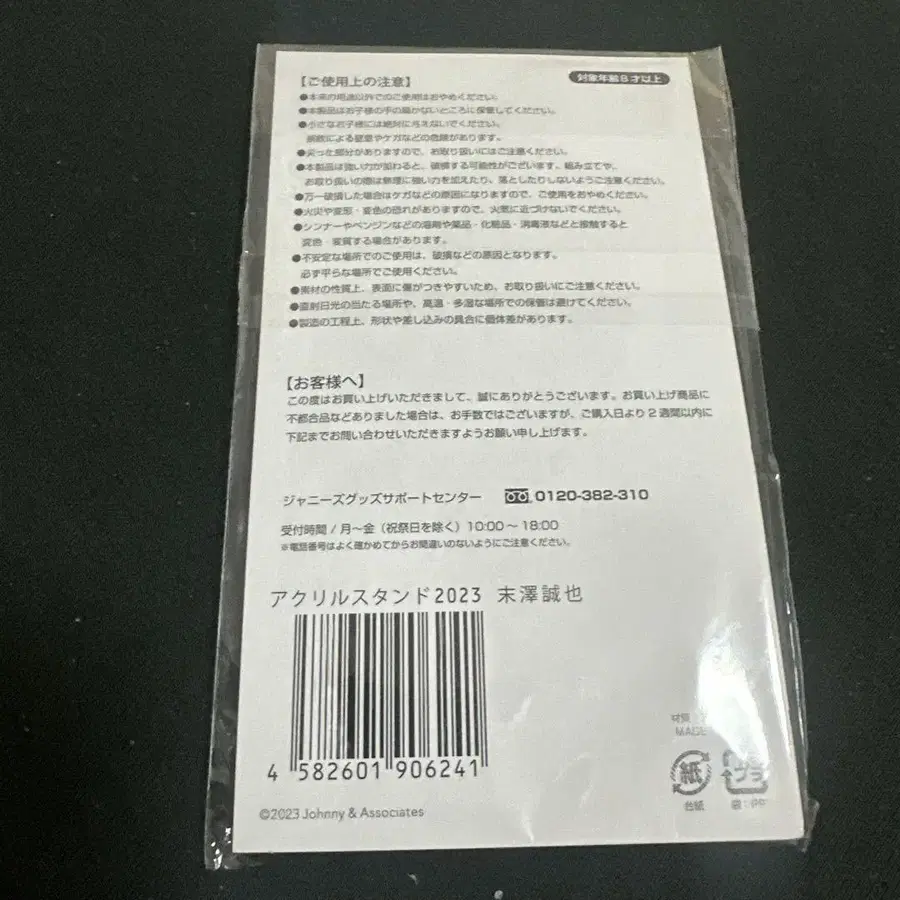 【ご使用上の注意】
対象年齢8才以上
●本来の用途以外でのご使用はおやめください。
●本製品はお子様の手の届かないところに保管してください。
●小さなお子様には絶対に与えないでください。
誤飲による窒息やケガなどの危険があります。
●尖った部分がありますので、お取り扱いにはご注意ください。
●本製品は強い力が加わると、破損する可能性がございます。組み立てや、
お取り扱いの際は無理に強い力を加えたり、落としたりしないようご注意ください。
●万一破損した場合はケガなどの原因になりますので、ご使用をおやめください。
●火災や変形・変色の恐れがありますので、火気に近づけないでください。
●シンナーやベンジンなどの溶剤や薬品・化粧品・消毒液などと接触すると
変色・変質する場合があります。
●不安定な場所でのご使用は、破損などの原因となります。
必ず平らな場所でご使用ください。
●素材の性質上、表面に傷がつきやすいため、お取り扱いにご注意ください。
●直射日光の当たる場所や、高温・多湿な場所での保管は避けてください。
●製造の工程上、形状や差し込みの具合に個体差があります。
【お客様へ】
この度はお買い上げいただきまして、誠にありがとうございます。お買い上げ商品に
不都合品などありました場合は、お手数ではございますが、ご購入日より2週間以内に
下記までお問い合わせいただきますようお願い申し上げます。
ジャニーズグッズサポートセンター 0120-382-310
受付時間 / 月〜金(祝祭日を除く)10:00〜18:00
※電話番号はよく確かめてからお間違いのないようにご注意ください。
アクリルスタンド2023 末澤誠也
4 582601 906241
材質
MADE
紙 プラ
台紙 袋:PP
©2023 Johnny & Associates